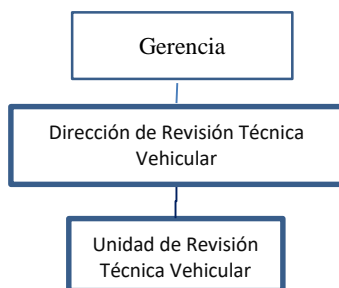 Gerencia
Dirección de Revisión Técnica
Vehicular
Unidad de Revisión
Técnica Vehicular